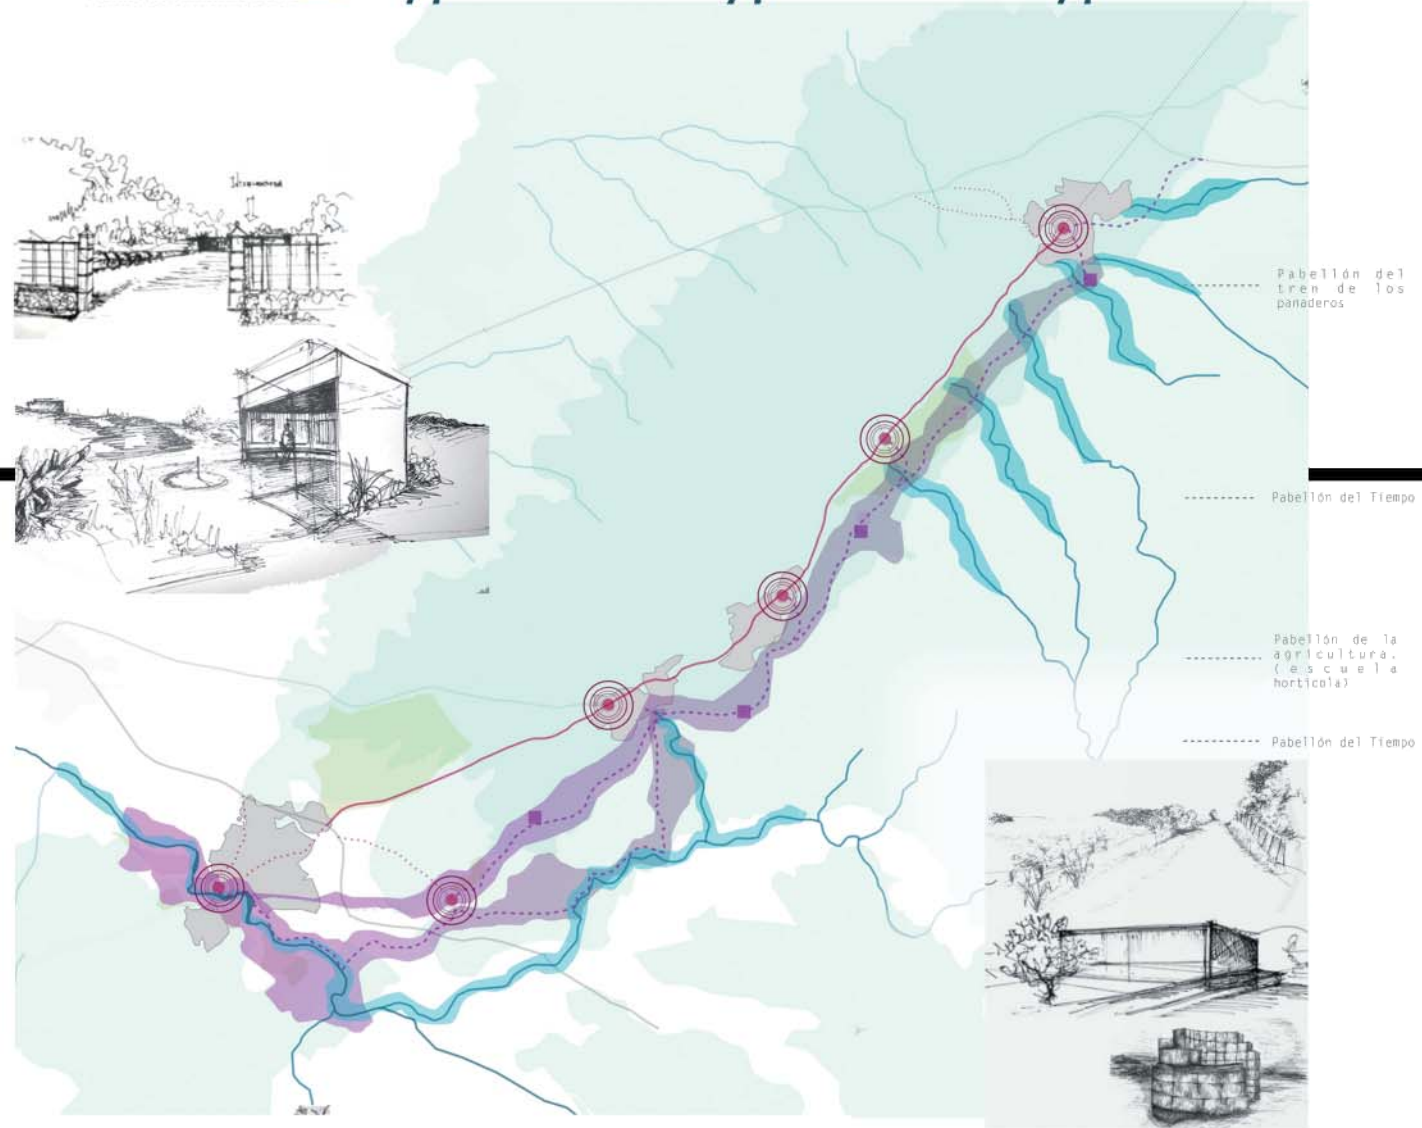 Pabellón del
tren de los
panaderos
Pabellón del Tiempo
Pabellón de la
agricultura.
(escuela
hortícola)
Pabellón del Tiempo